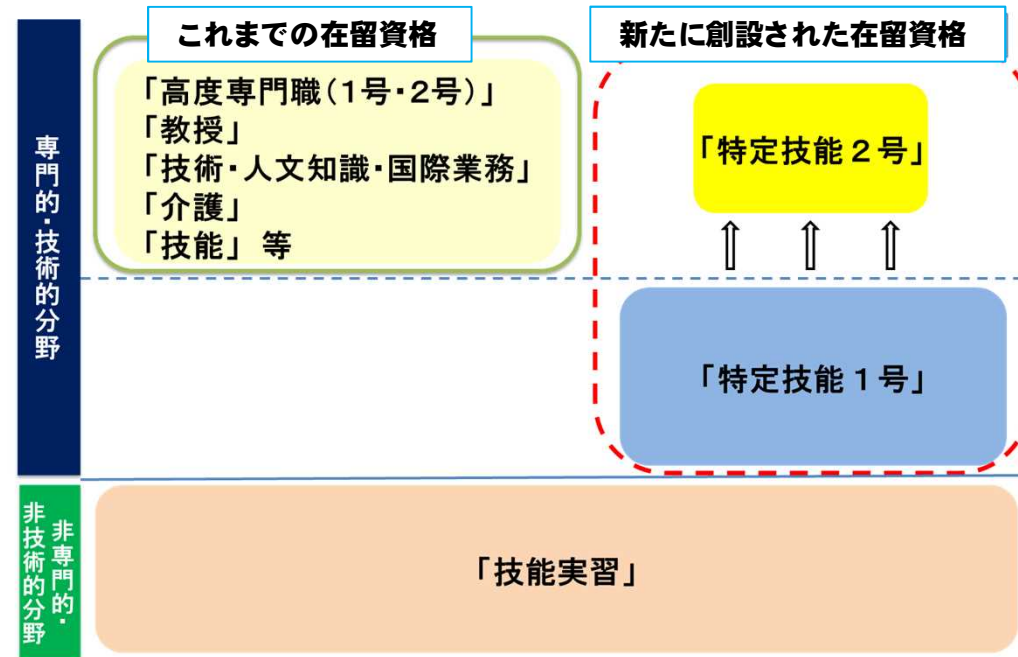 これまでの在留資格
新たに創設された在留資格
専門的・技術的分野
「高度専門職（1号・2号）」
「教授」
「技術・人文知識・国際業務」
「介護」
「技能」 等
「特定技能２号」
「特定技能１号」
非専門的・
非技術的分野
「技能実習」